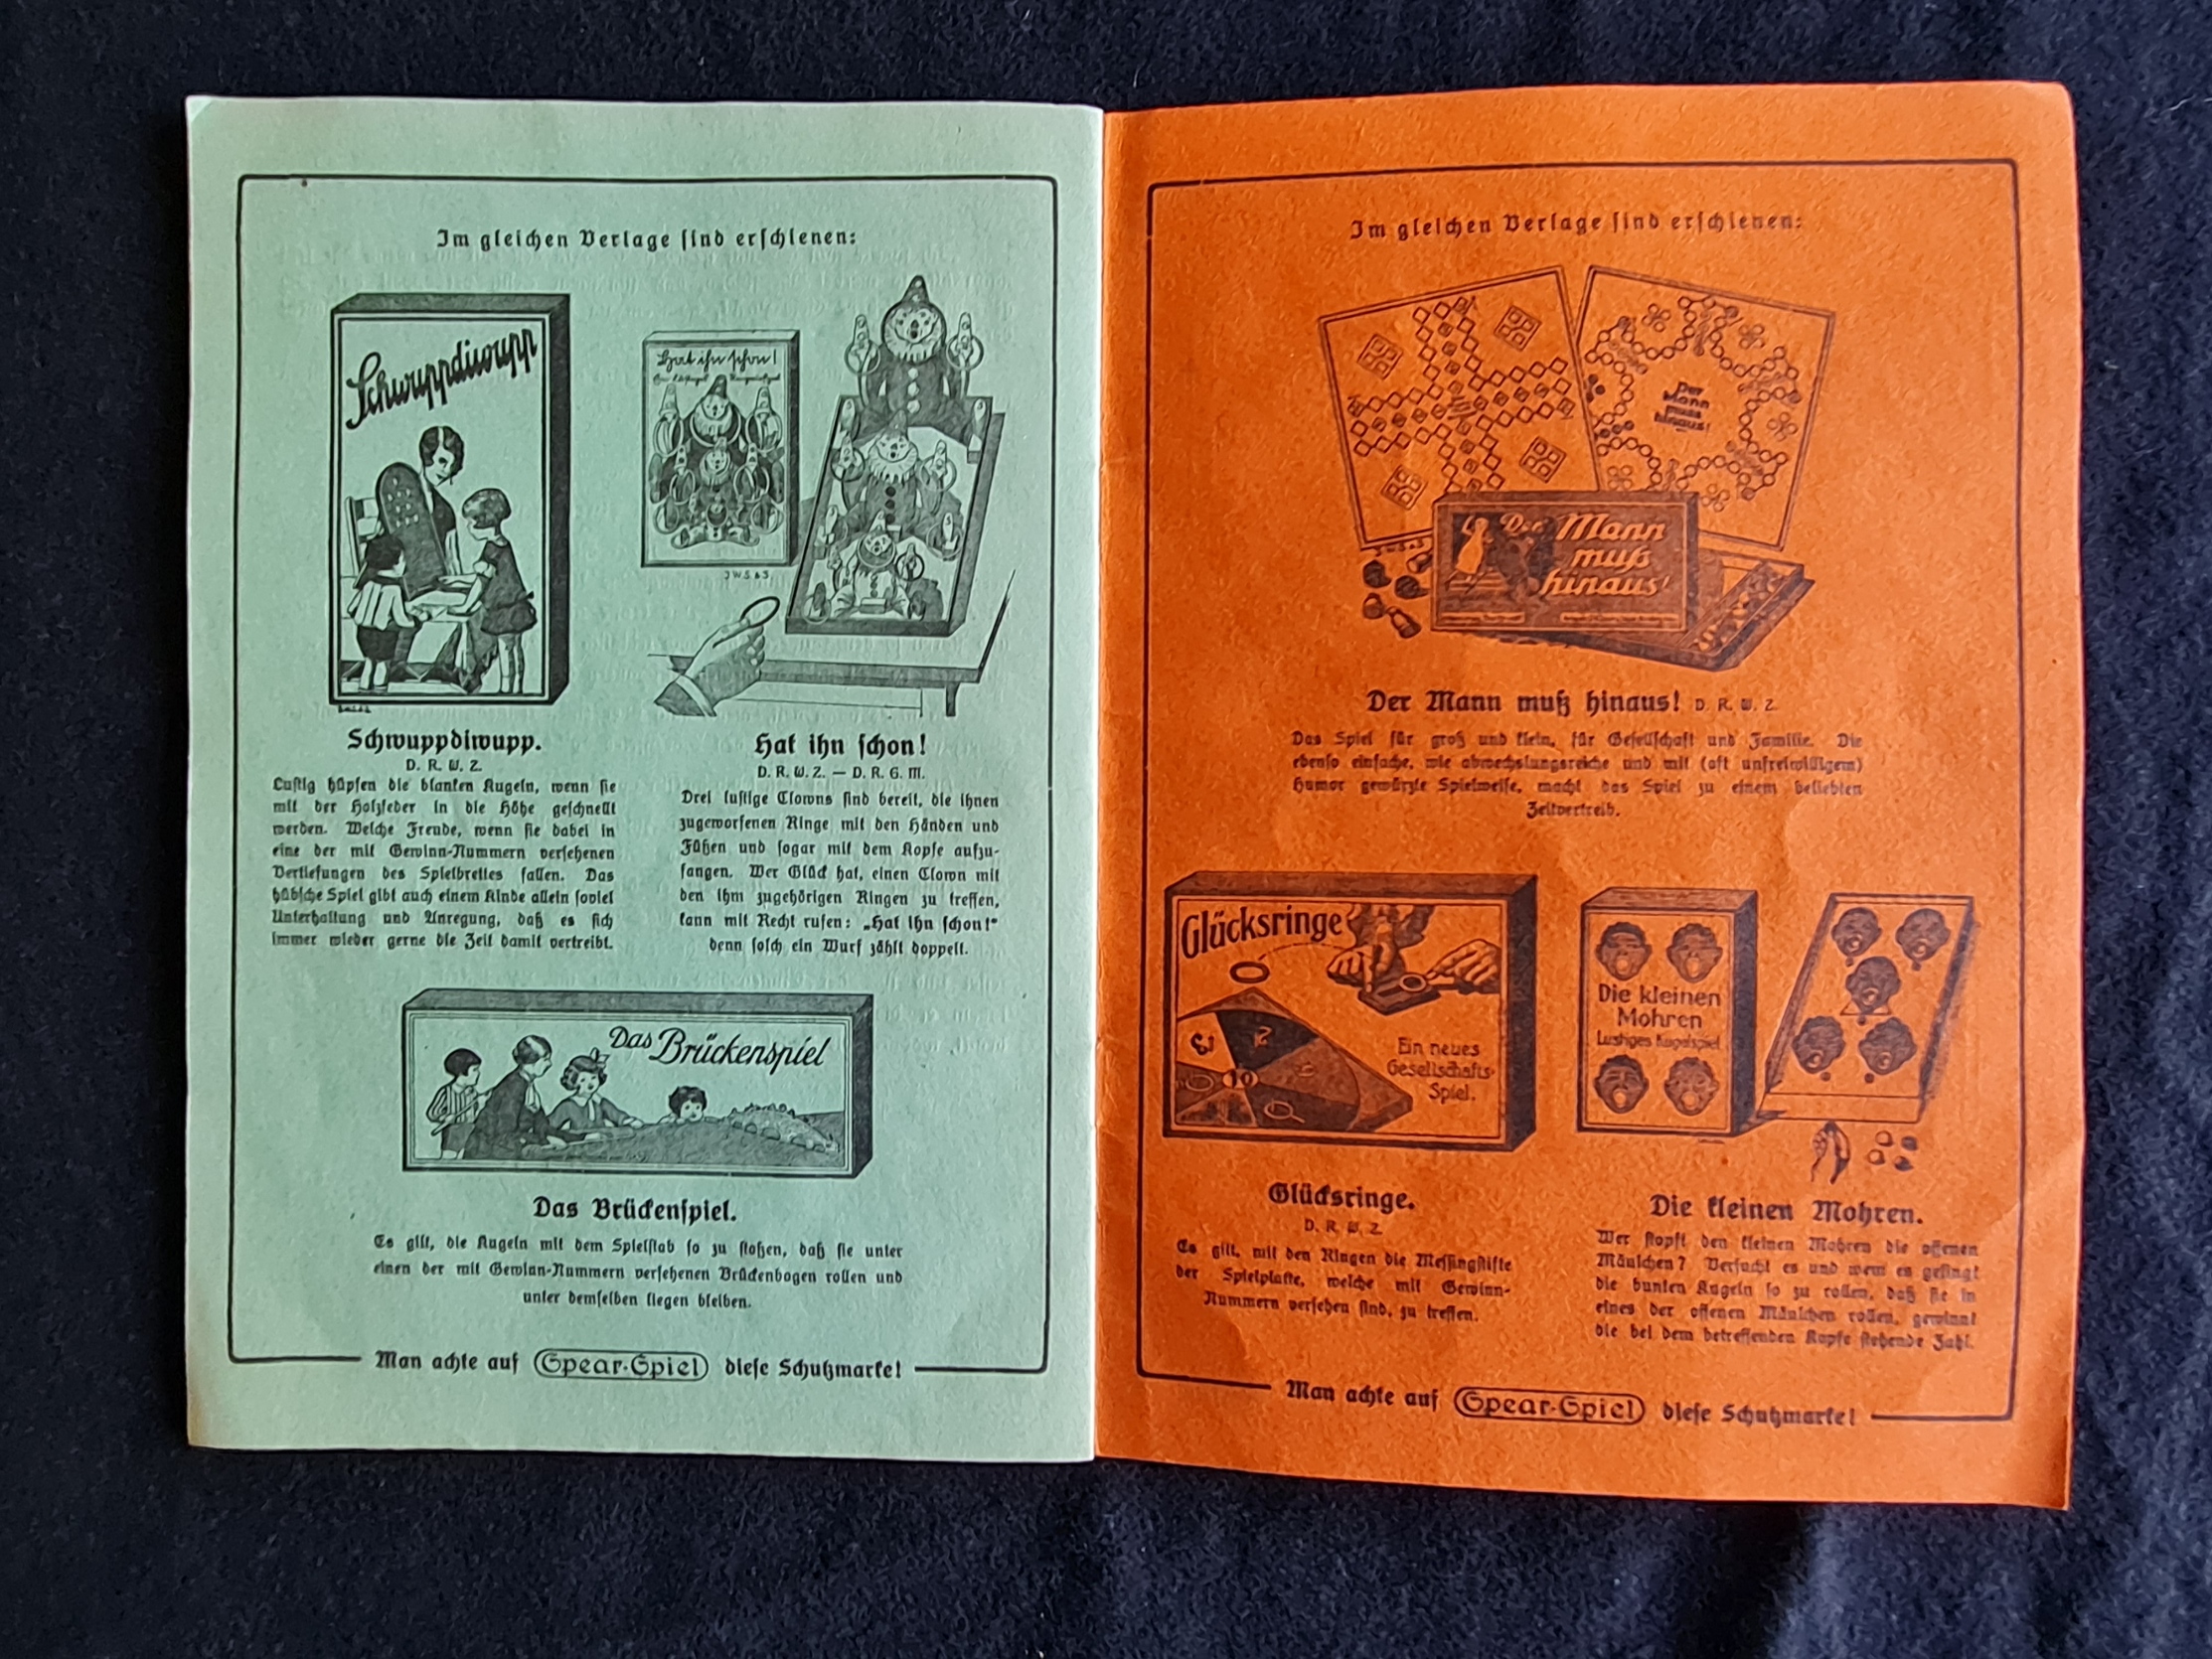 Im gleichen Verlage sind erschienen:
Schwuppdiwupp
Hat ihn schon!
J.W.S.&S.
Schwuppdiwupp.
D. R. W. Z.
Lustig hüpfen die blanken Kugeln, wenn sie
mit der Holzfeder in die Höhe geschnellt
werden. Welche Freude, wenn sie dabei in
eine der mit Gewinn-Nummern versehenen
Vertiefungen des Spielbrettes fallen. Das
hübsche Spiel gibt auch einem Kinde allein soviel
Unterhaltung und Anregung, daß es sich
immer wieder gerne die Zeit damit vertreibt.
Hat ihn schon!
D. R. W. Z. — D. R. G. M.
Drei lustige Clowns sind bereit, die ihnen
zugeworfenen Ringe mit den Händen und
Füßen und sogar mit dem Kopfe aufzu-
fangen. Wer Glück hat, einen Clown mit
den ihm zugehörigen Ringen zu treffen,
kann mit Recht rufen: „Hat ihn schon!“
denn solch ein Wurf zählt doppelt.
Das Brückenspiel
Das Brückenspiel.
Es gilt, die Kugeln mit dem Spielstab so zu stoßen, daß sie unter
einen der mit Gewinn-Nummern versehenen Brückenbogen rollen und
unter demselben liegen bleiben.
Man achte auf Spear-Spiel diese Schutzmarke!
Im gleichen Verlage sind erschienen:
Der
Mann
muss
hinaus!
Der Mann
muß
hinaus!
Der Mann muß hinaus! D. R. W. Z.
Das Spiel für groß und klein, für Gesellschaft und Familie. Die
ebenso einfache, wie abwechslungsreiche und mit (oft unfreiwilligem)
Humor gewürzte Spielweise, macht das Spiel zu einem beliebten
Zeitvertreib.
Glücksringe
Ein neues
Gesellschafts-
Spiel.
10
Die kleinen
Mohren
Lustiges Kugelspiel
Glücksringe.
D. R. W. Z.
Es gilt, mit den Ringen die Messingstifte
der Spielplatte, welche mit Gewinn-
Nummern versehen sind, zu treffen.
Die kleinen Mohren.
Wer stopft den kleinen Mohren die offenen
Mäulchen? Versucht es und wem es gelingt
die bunten Kugeln so zu rollen, daß sie in
eines der offenen Mäulchen rollen, gewinnt
die bei dem betreffenden Kopfe stehende Zahl.
Man achte auf Spear-Spiel diese Schutzmarke!